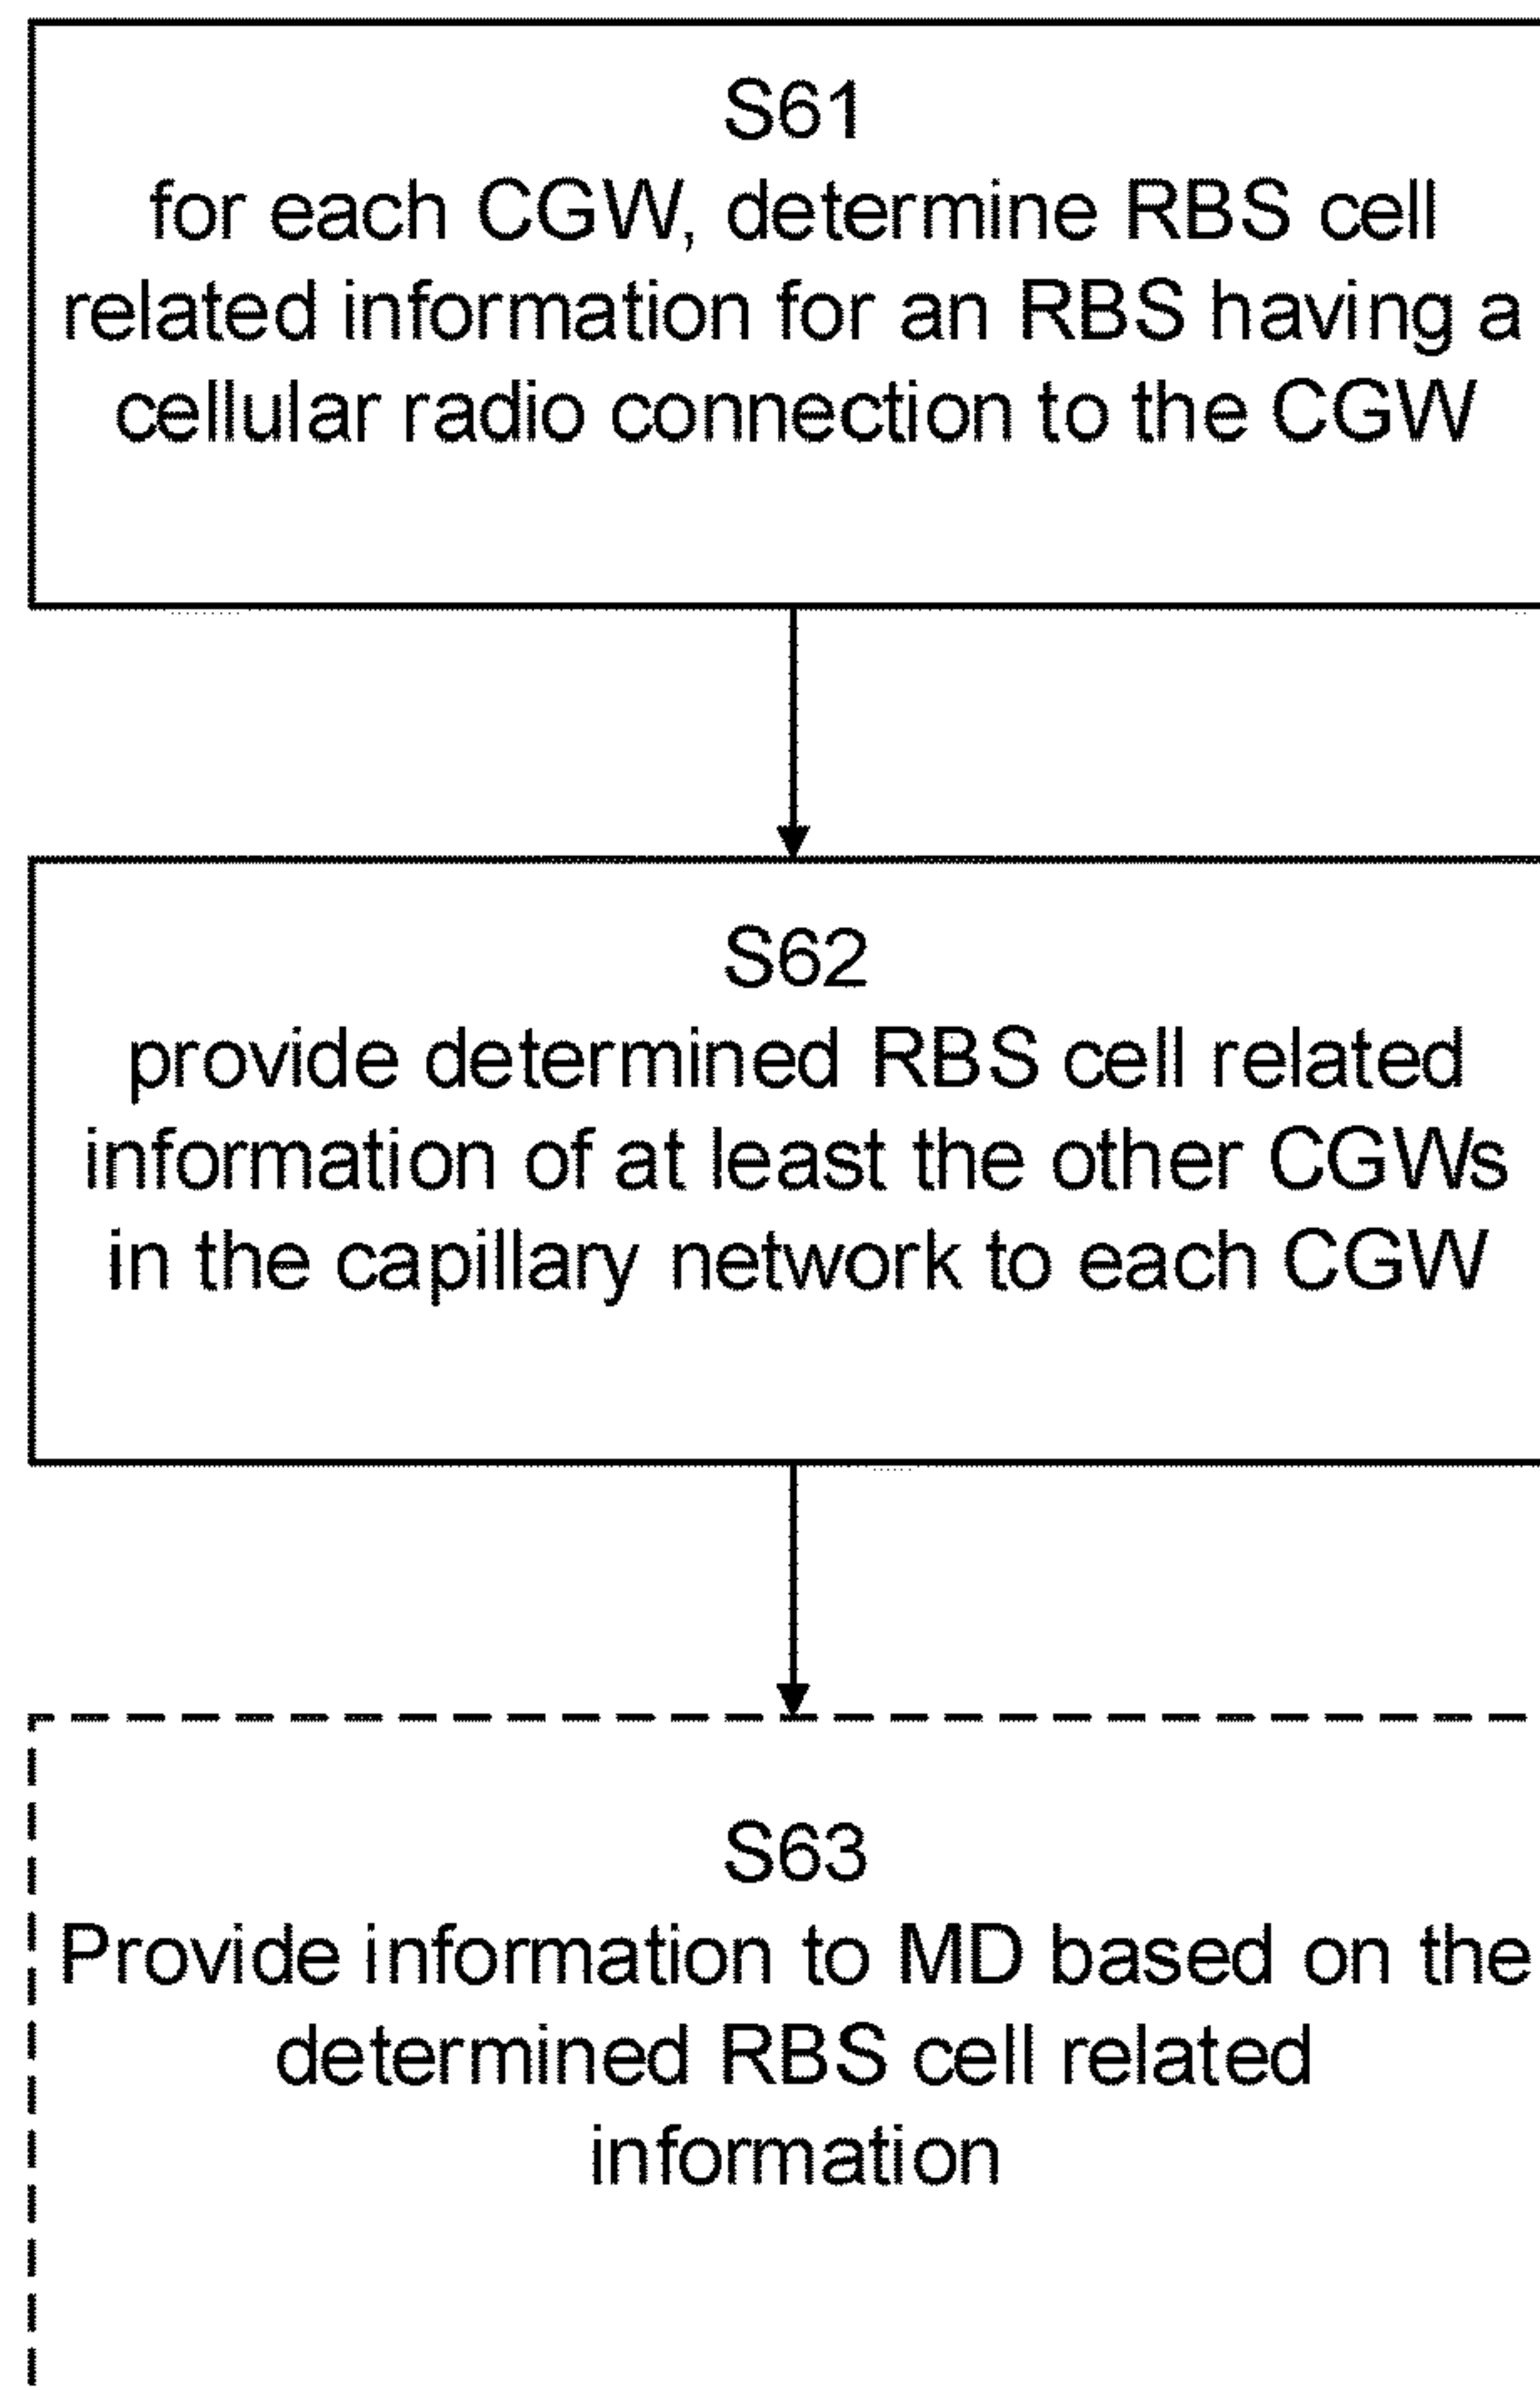 S61
for each CGW, determine RBS cell
related information for an RBS having a
cellular radio connection to the CGW
S62
provide determined RBS cell related
information of at least the other CGWs
in the capillary network to each CGW
S63
Provide information to MD based on the
determined RBS cell related
information